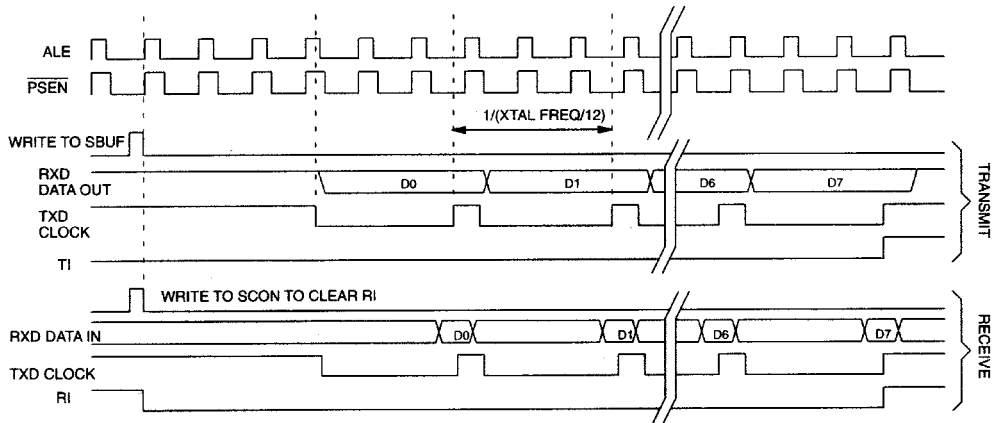 ALE
PSEN
1/(XTAL FREQ/12)
WRITE TO SBUF
RXD
DATA OUT
D0
D1
D6
D7
TXD
CLOCK
TI
TRANSMIT
WRITE TO SCON TO CLEAR RI
RXD DATA IN
D0
D1
D6
D7
TXD CLOCK
RI
RECEIVE